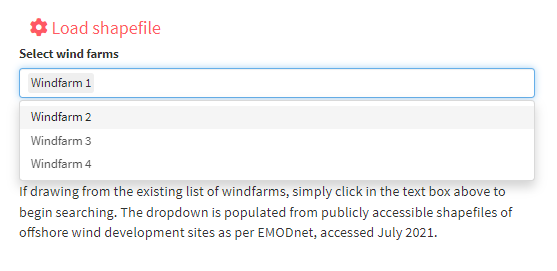 Load shapefile
Select wind farms
Windfarm 1
Windfarm 2
Windfarm 3
Windfarm 4
If drawing from the existing list of windfarms, simply click in the text box above to
begin searching. The dropdown is populated from publicly accessible shapefiles of
offshore wind development sites as per EMODnet, accessed July 2021.